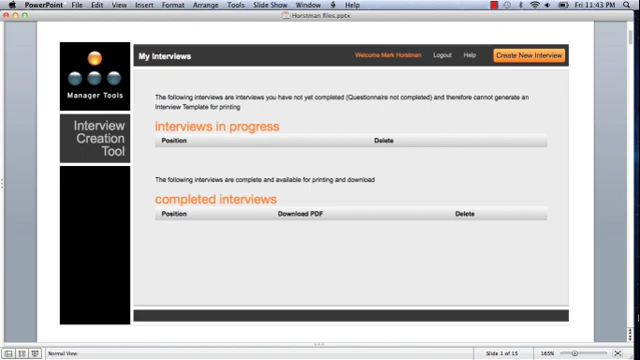 PowerPoint File Edit View Insert Format Arrange Tools Slide Show Window Help Fri 11:43 PM
Horstman files.pptx
Manager Tools
Interview
Creation
Tool
My Interviews Welcome Mark Horstman Logout Help Create New Interview
The following interviews are interviews you have not yet completed (Questionnaire not completed) and therefore cannot generate an
Interview Template for printing
interviews in progress
Position Delete
The following interviews are complete and available for printing and download
completed interviews
Position Download PDF Delete
Normal View Slide 1 of 15 165%